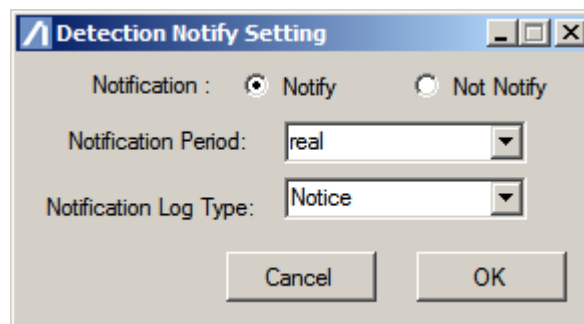 Detection Notify Setting
Notification : Notify Not Notify
Notification Period: real
Notification Log Type: Notice
Cancel OK